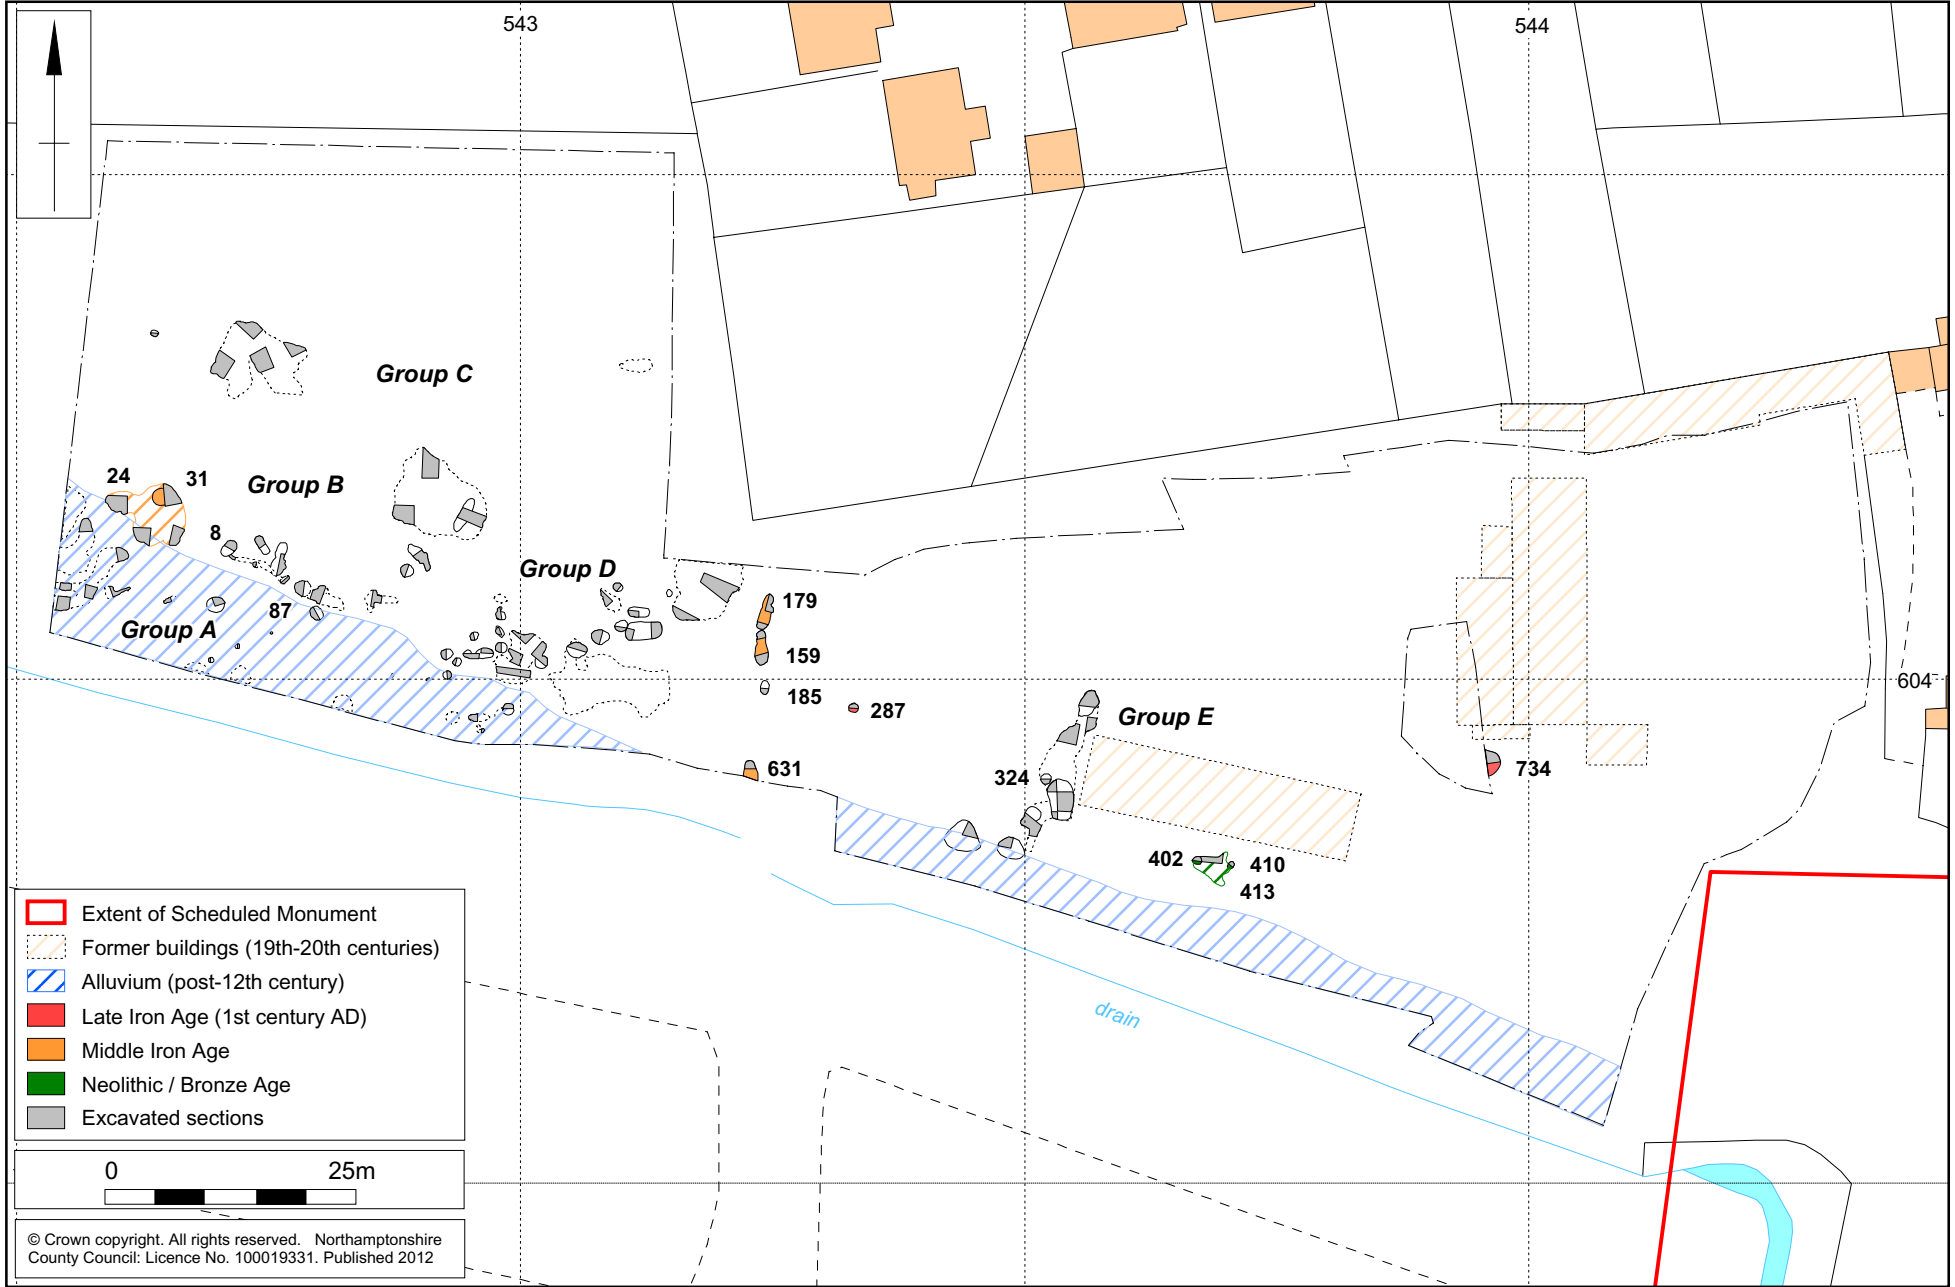 543
544
Group C
24
31
Group B
8
Group D
87
179
Group A
159
604
185
287
Group E
631
324
734
402
410
413
Extent of Scheduled Monument
Former buildings (19th-20th centuries)
Alluvium (post-12th century)
Late Iron Age (1st century AD)
Middle Iron Age
Neolithic / Bronze Age
Excavated sections
drain
0 25m
© Crown copyright. All rights reserved. Northamptonshire
County Council: Licence No. 100019331. Published 2012